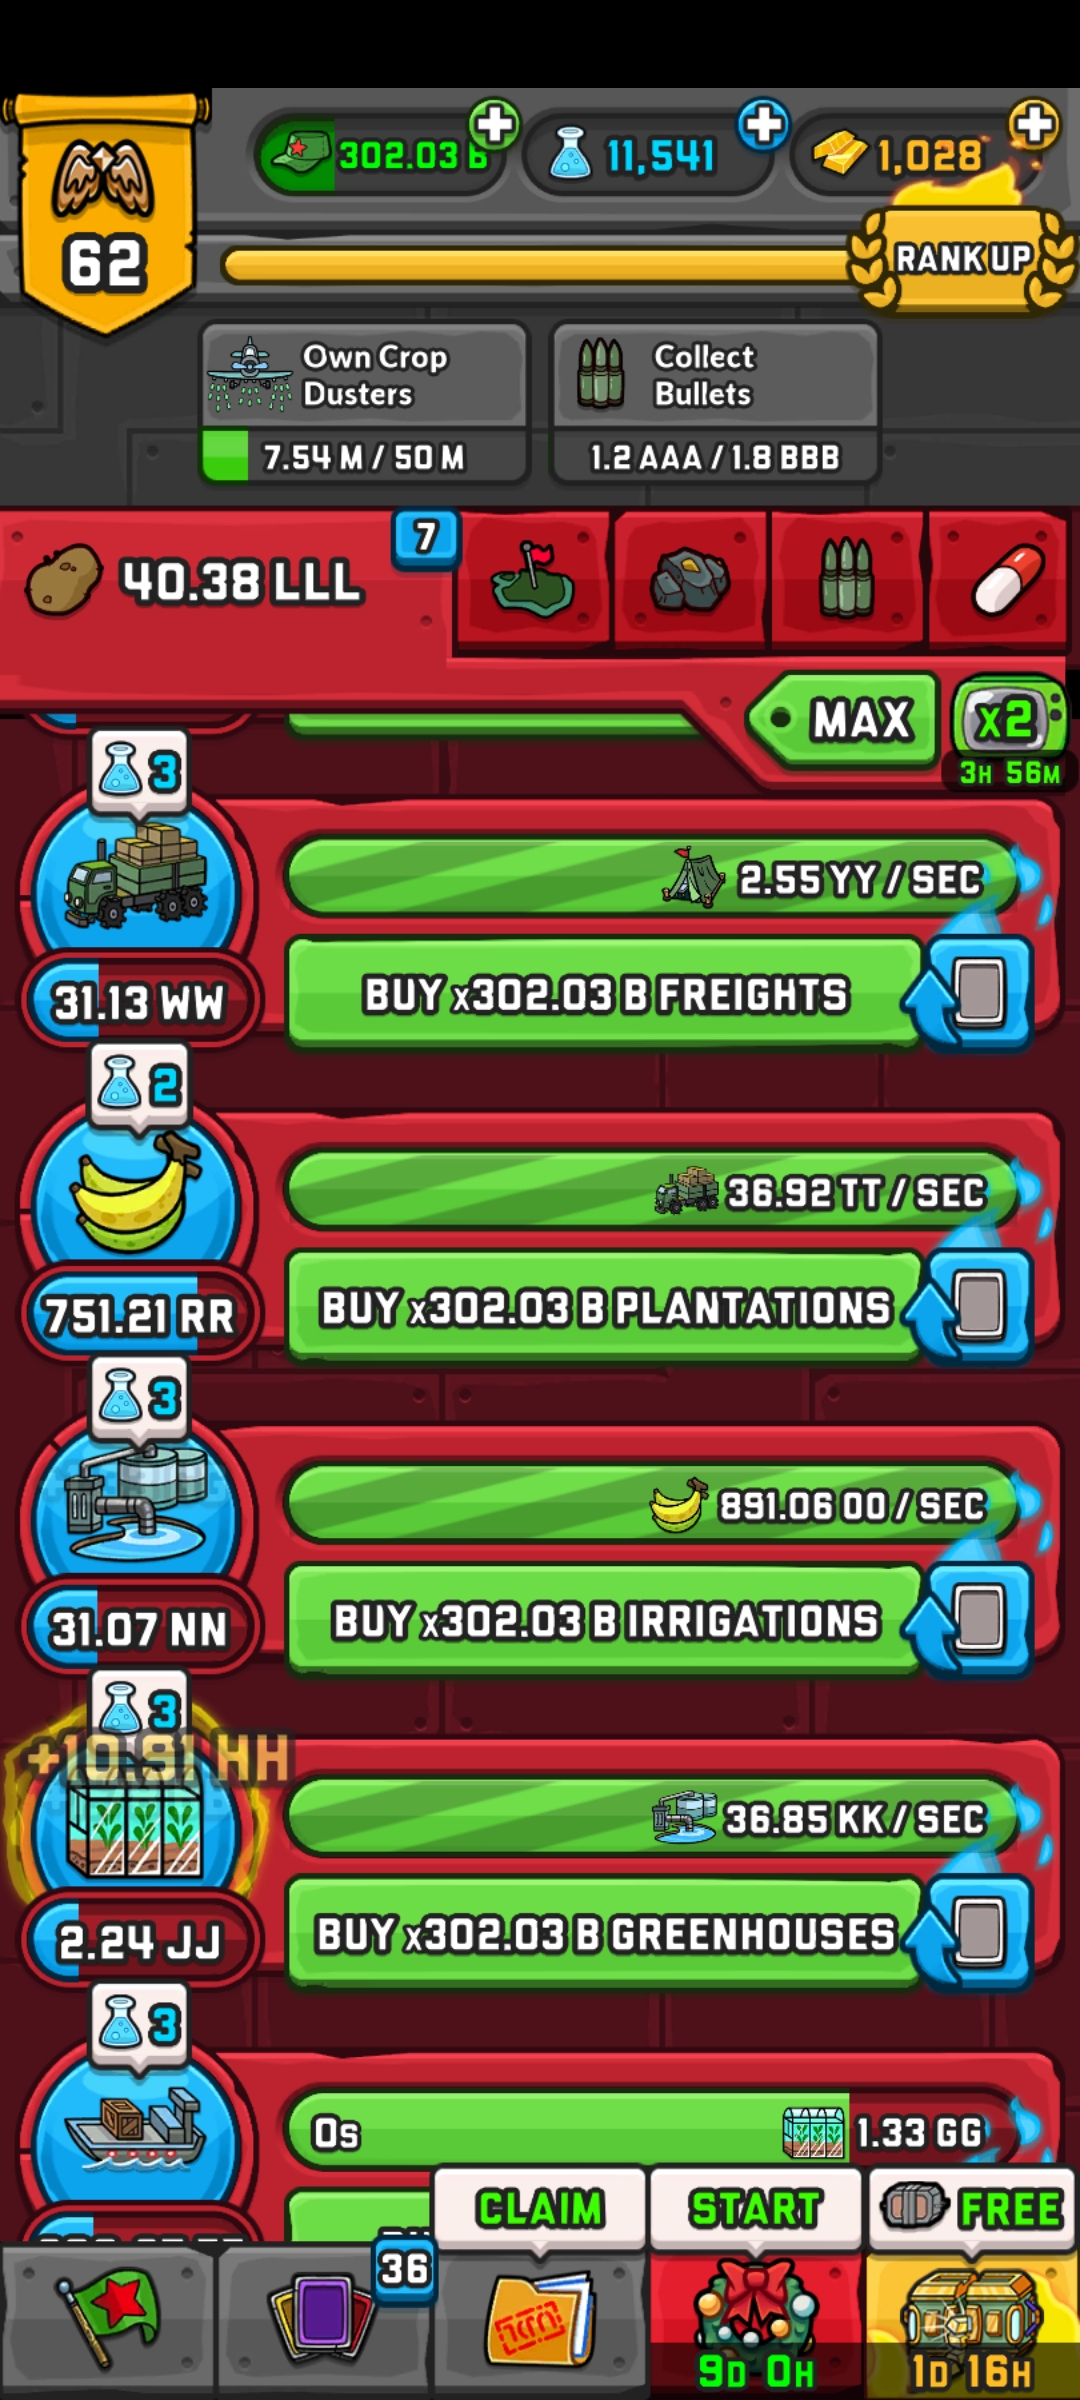 302.03 B
11,541
1,028
62
RANK UP
Own Crop
Dusters
Collect
Bullets
7.54 M / 50 M
1.2 AAA / 1.8 BBB
7
40.38 LLL
MAX
x2
3H 56M
3
2.55 YY / SEC
31.13 WW
BUY x302.03 B FREIGHTS
2
36.92 TT / SEC
751.21 RR
BUY x302.03 B PLANTATIONS
3
891.06 OO / SEC
31.07 NN
BUY x302.03 B IRRIGATIONS
3
+10.81 HH
36.85 KK / SEC
2.24 JJ
BUY x302.03 B GREENHOUSES
3
0s
1.33 GG
CLAIM
START
FREE
36
9D 0H
1D 16H